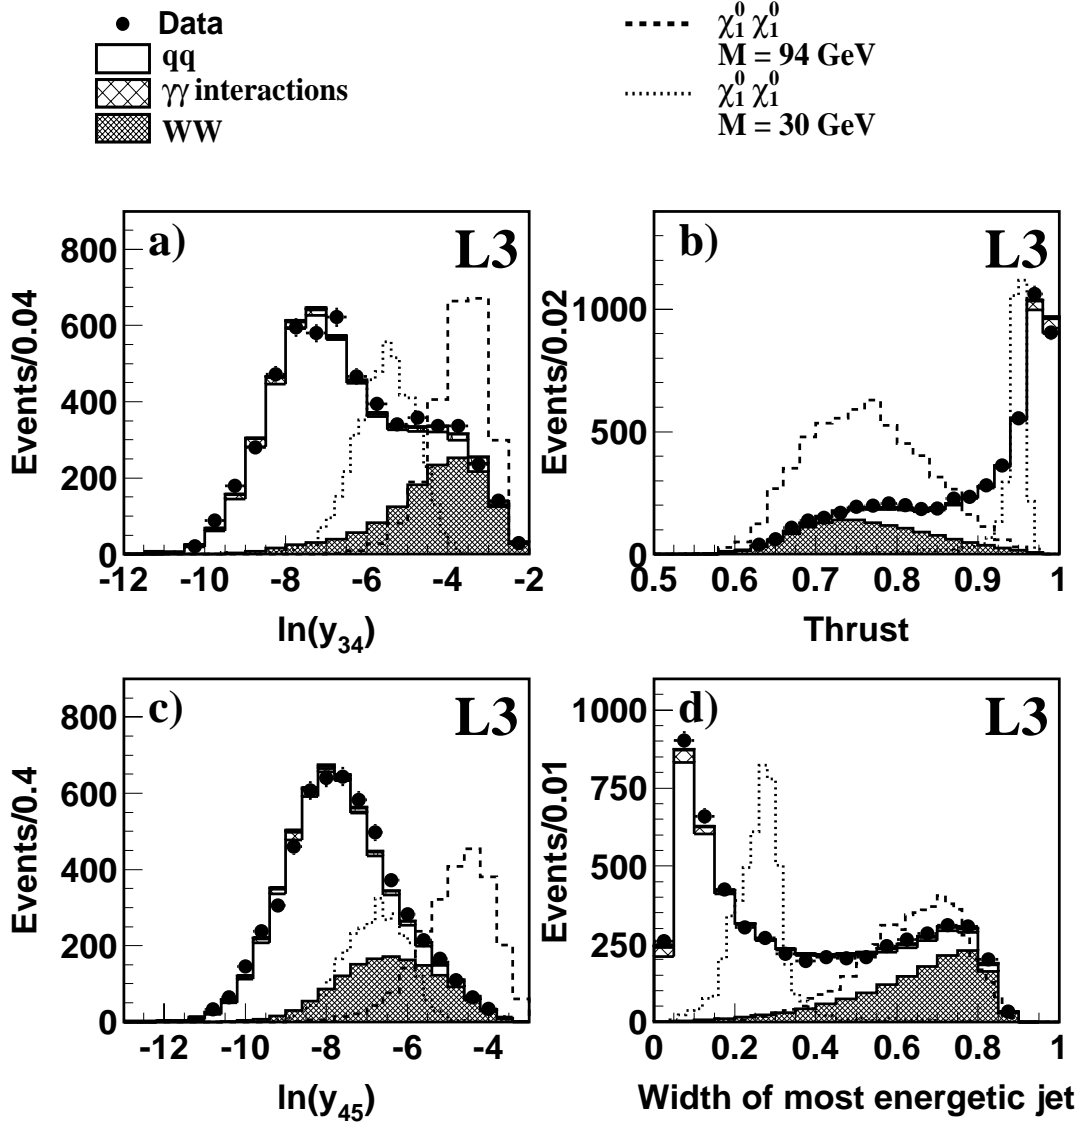 Data
qq
γγ interactions
WW
χ₁⁰ χ₁⁰
M = 94 GeV
χ₁⁰ χ₁⁰
M = 30 GeV
a)
L3
Events/0.04
800
600
400
200
0
-12 -10 -8 -6 -4 -2
ln(y₃₄)
b)
L3
Events/0.02
1000
500
0
0.5 0.6 0.7 0.8 0.9 1
Thrust
c)
L3
Events/0.4
800
600
400
200
0
-12 -10 -8 -6 -4
ln(y₄₅)
d)
L3
Events/0.01
1000
750
500
250
0
0 0.2 0.4 0.6 0.8 1
Width of most energetic jet